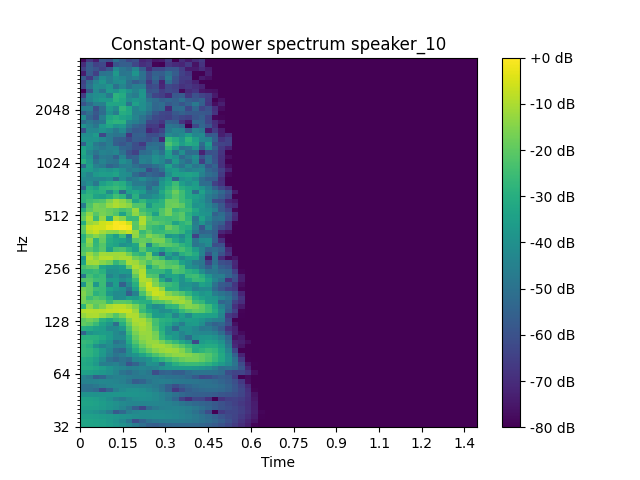 Constant-Q power spectrum speaker_10
Hz
2048
1024
512
256
128
64
32
0 0.15 0.3 0.45 0.6 0.75 0.9 1.1 1.2 1.4
Time
+0 dB
-10 dB
-20 dB
-30 dB
-40 dB
-50 dB
-60 dB
-70 dB
-80 dB